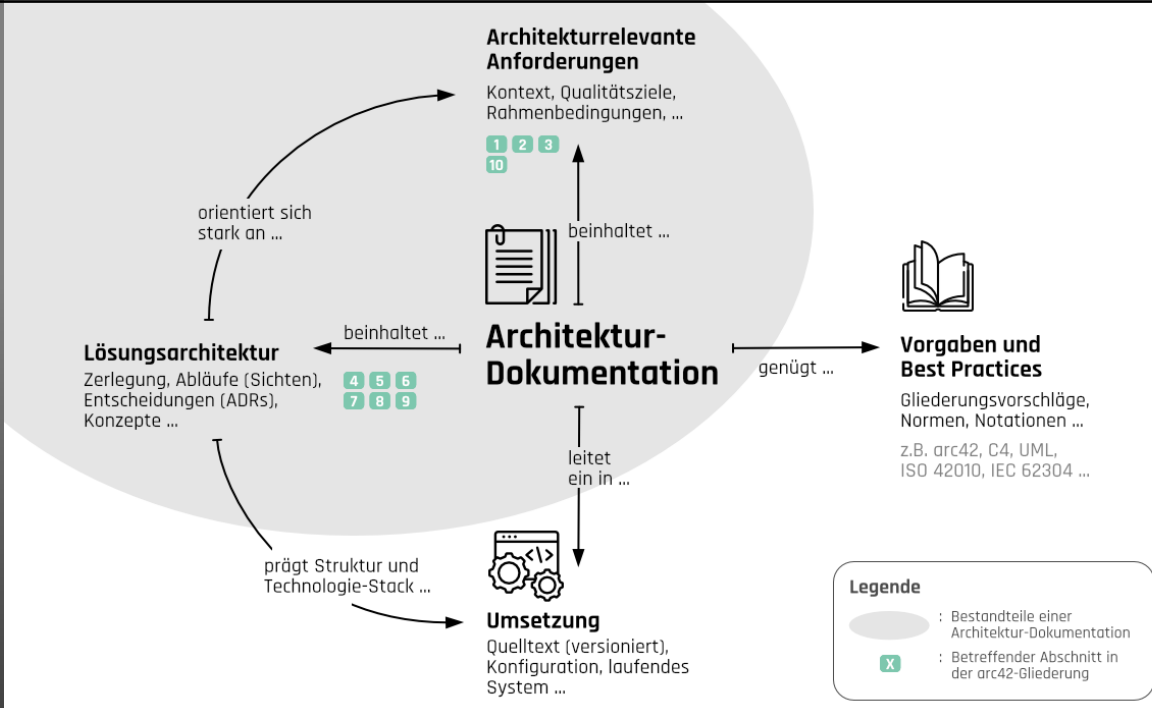 Architekturrelevante
Anforderungen
Kontext, Qualitätsziele,
Rahmenbedingungen, ...
1 2 3
10
orientiert sich
stark an ...
beinhaltet ...
beinhaltet ...
Architektur-
Dokumentation
Lösungsarchitektur
Zerlegung, Abläufe (Sichten),
Entscheidungen (ADRs),
Konzepte ...
4 5 6
7 8 9
genügt ...
Vorgaben und
Best Practices
Gliederungsvorschläge,
Normen, Notationen ...
z.B. arc42, C4, UML,
ISO 42010, IEC 62304 ...
leitet
ein in ...
prägt Struktur und
Technologie-Stack ...
</>
Umsetzung
Quelltext (versioniert),
Konfiguration, laufendes
System ...
Legende
: Bestandteile einer
Architektur-Dokumentation
X : Betreffender Abschnitt in
der arc42-Gliederung